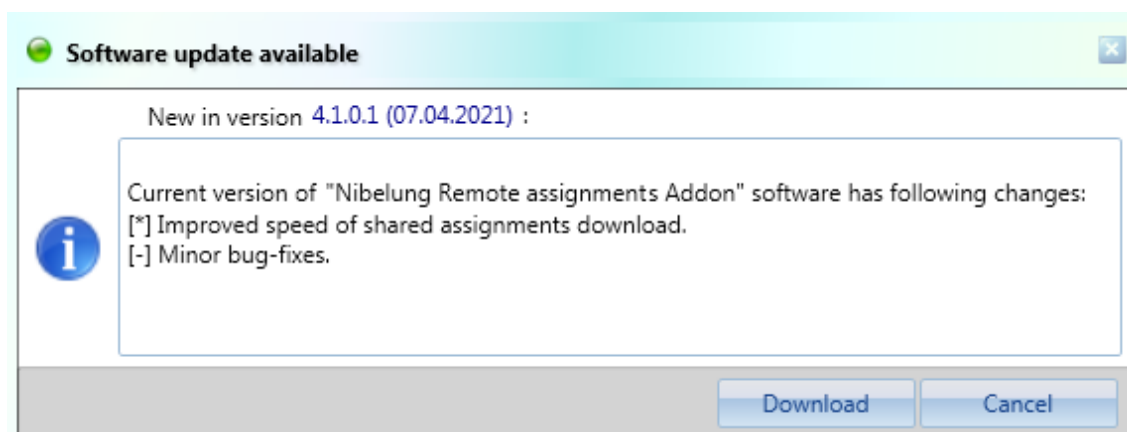 Software update available
New in version 4.1.0.1 (07.04.2021) :
Current version of "Nibelung Remote assignments Addon" software has following changes:
[*] Improved speed of shared assignments download.
[-] Minor bug-fixes.
Download
Cancel